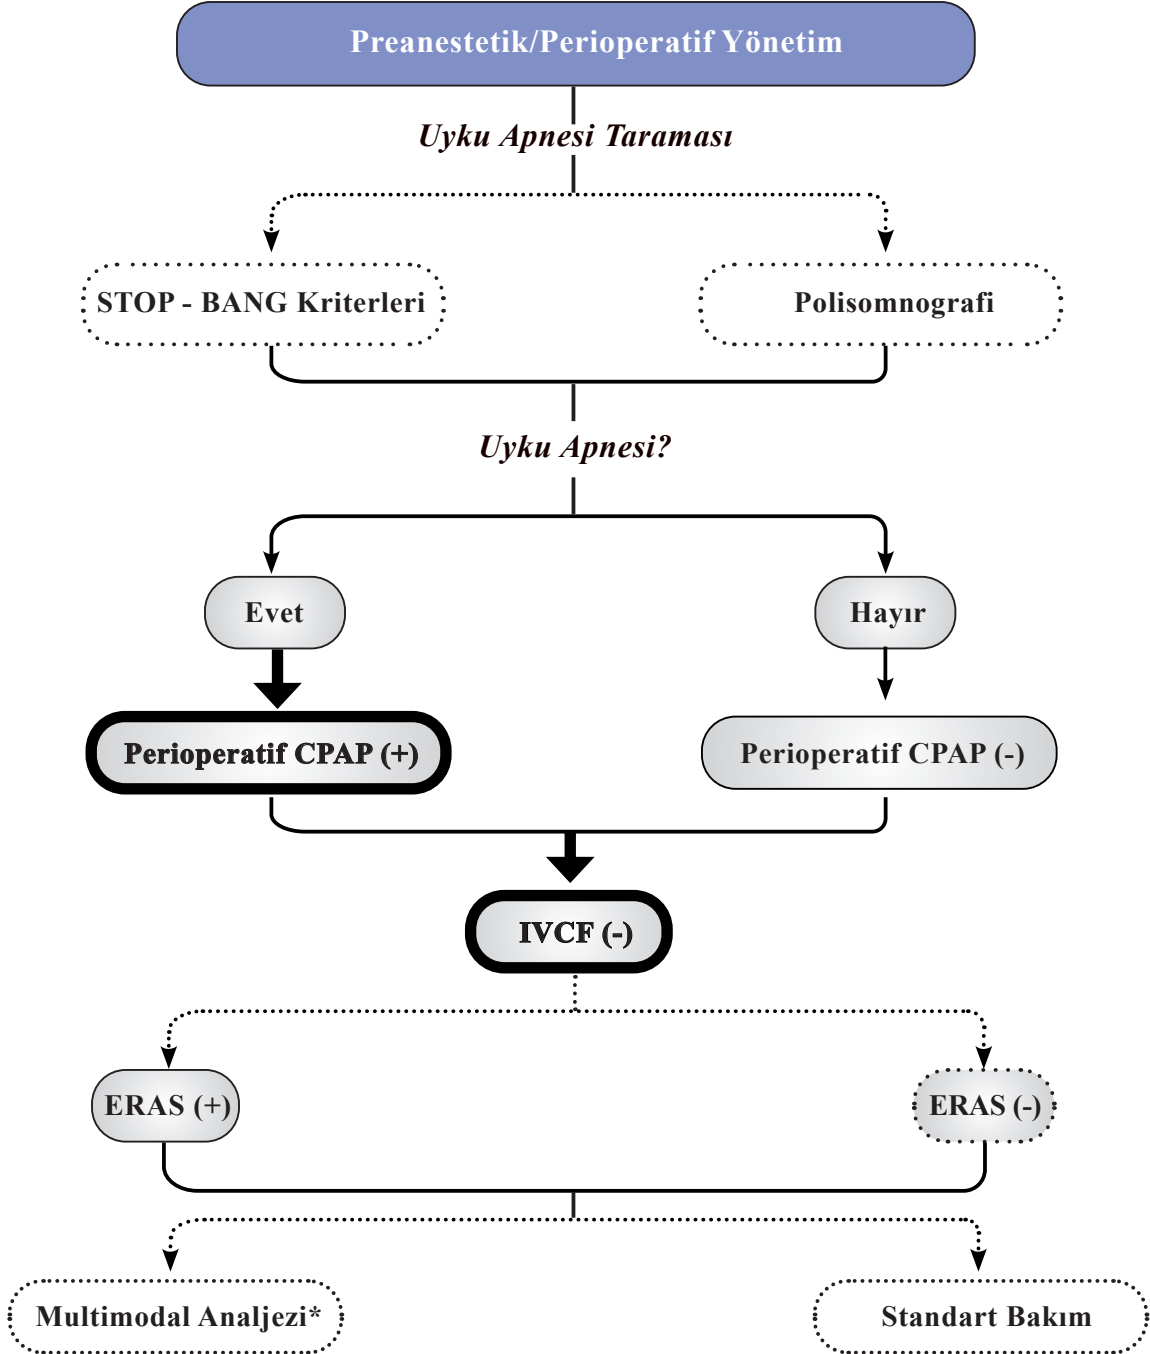 Preanestetik/Perioperatif Yönetim
Uyku Apnesi Taraması
STOP - BANG Kriterleri
Polisomnografi
Uyku Apnesi?
Evet
Hayır
Perioperatif CPAP (+)
Perioperatif CPAP (-)
IVCF (-)
ERAS (+)
ERAS (-)
Multimodal Analjezi*
Standart Bakım